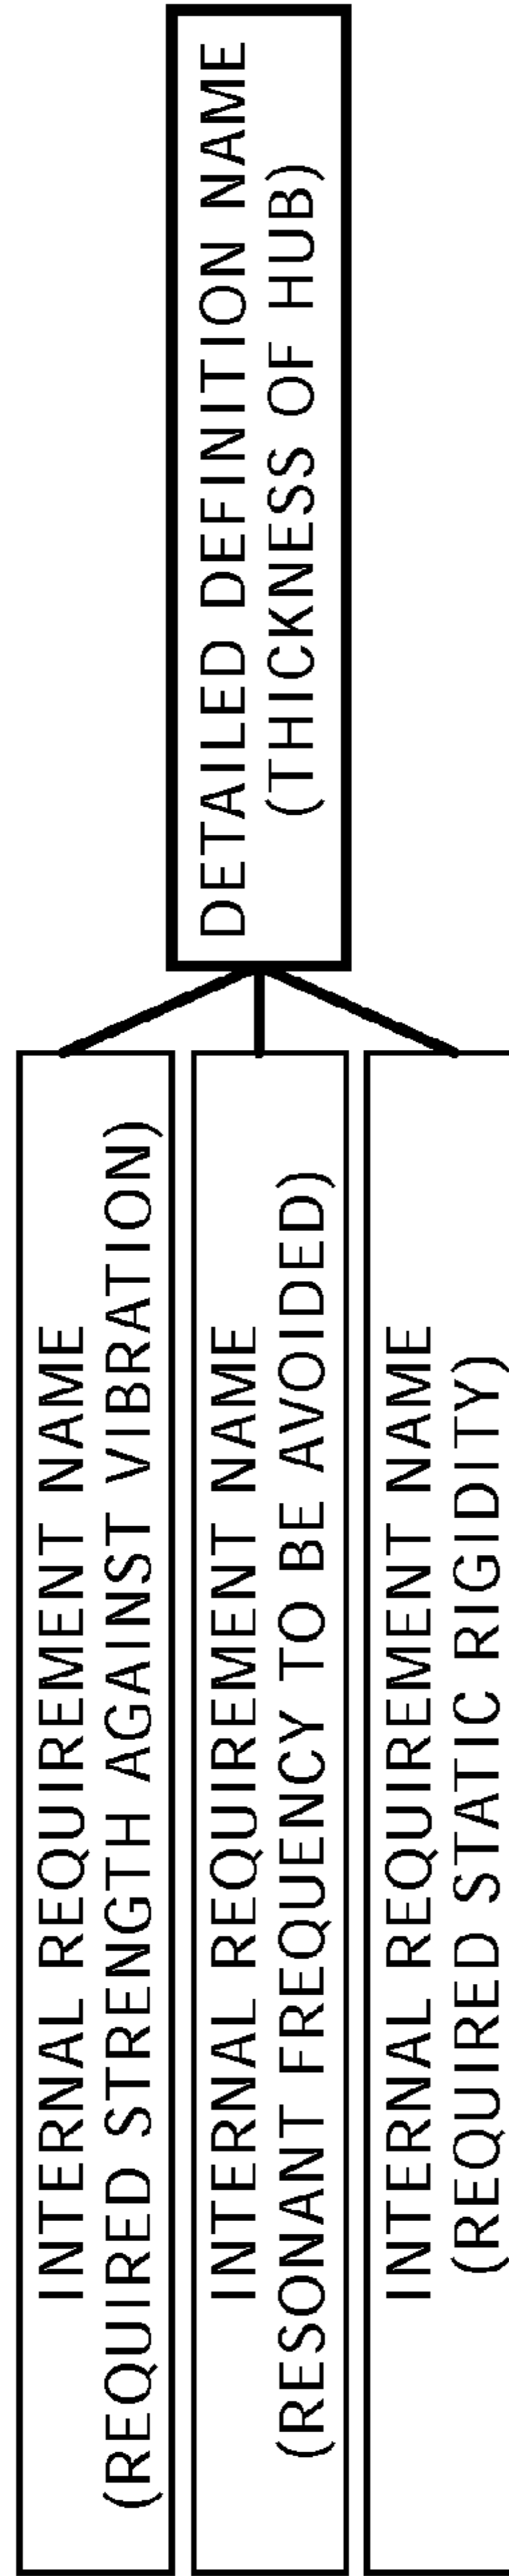 INTERNAL REQUIREMENT NAME
(REQUIRED STRENGTH AGAINST VIBRATION)
INTERNAL REQUIREMENT NAME
(RESONANT FREQUENCY TO BE AVOIDED)
INTERNAL REQUIREMENT NAME
(REQUIRED STATIC RIGIDITY)
DETAILED DEFINITION NAME
(THICKNESS OF HUB)